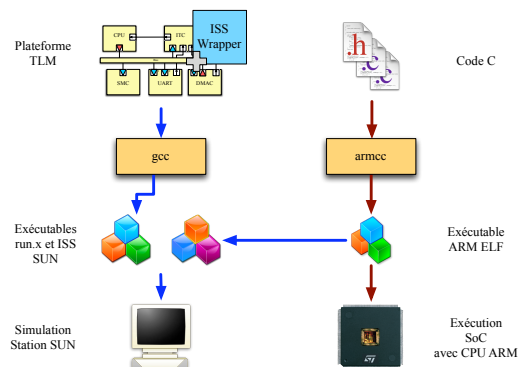 Plateforme
TLM
CPU
ITC
ISS
Wrapper
SMC
UART
DMAC
.h
.c
.c
Code C
gcc
armcc
Exécutables
run.x et ISS
SUN
Exécutable
ARM ELF
Simulation
Station SUN
Exécution
SoC
avec CPU ARM